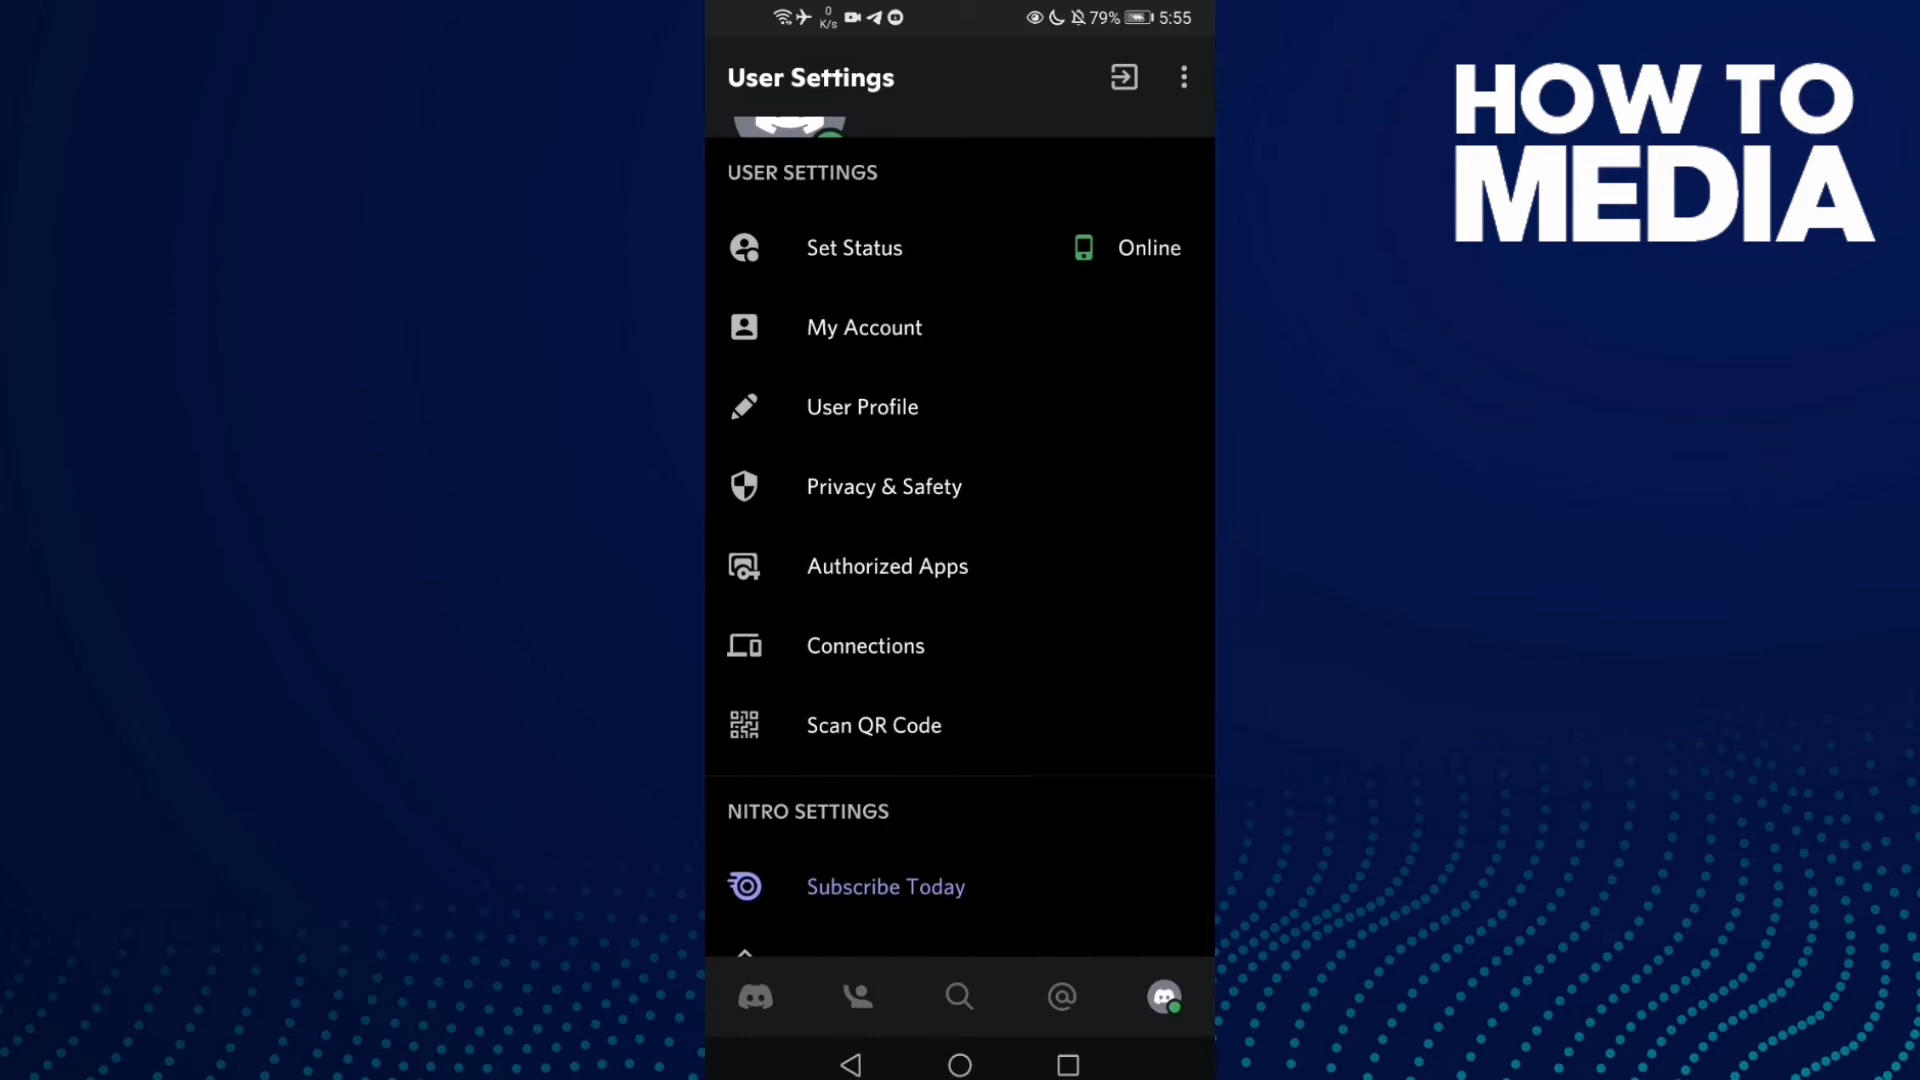 0
K/s
79% 5:55
User Settings
HOW TO
MEDIA
USER SETTINGS
Set Status
Online
My Account
User Profile
Privacy & Safety
Authorized Apps
Connections
Scan QR Code
NITRO SETTINGS
Subscribe Today